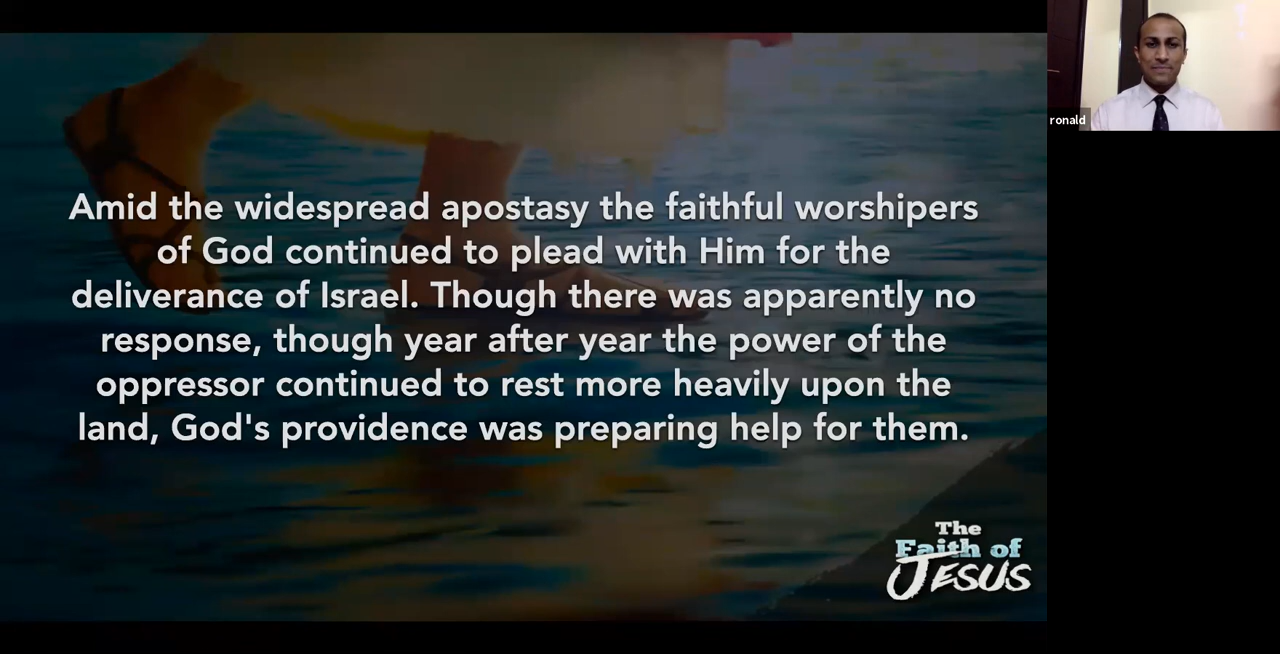 Amid the widespread apostasy the faithful worshipers
of God continued to plead with Him for the
deliverance of Israel. Though there was apparently no
response, though year after year the power of the
oppressor continued to rest more heavily upon the
land, God's providence was preparing help for them.
The
Faith of
JESUS
ronald